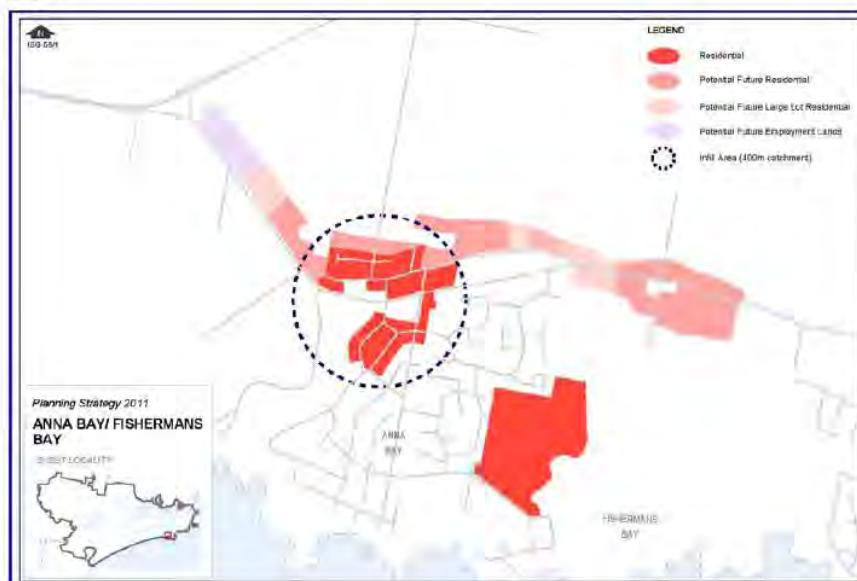 N
LEGEND
Residential
Potential Future Residential
Potential Future Large Lot Residential
Potential Future Employment Lands
Infill Area (400m catchment)
Planning Strategy 2011
ANNA BAY/ FISHERMANS
BAY
LOCALITY
ANNA
BAY
FISHERMANS
BAY